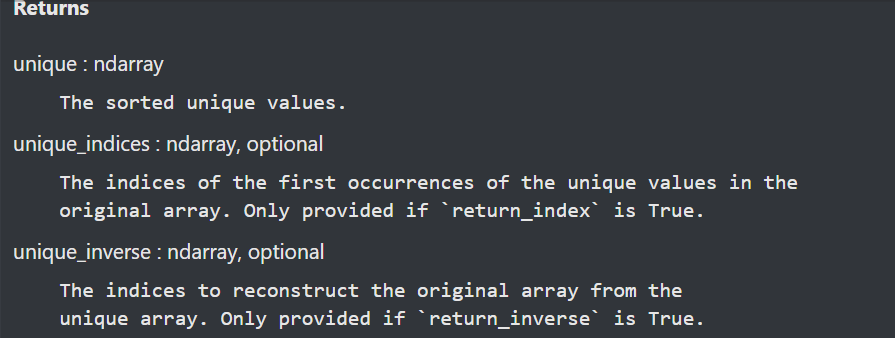 Returns
unique : ndarray
The sorted unique values.
unique_indices : ndarray, optional
The indices of the first occurrences of the unique values in the
original array. Only provided if `return_index` is True.
unique_inverse : ndarray, optional
The indices to reconstruct the original array from the
unique array. Only provided if `return_inverse` is True.